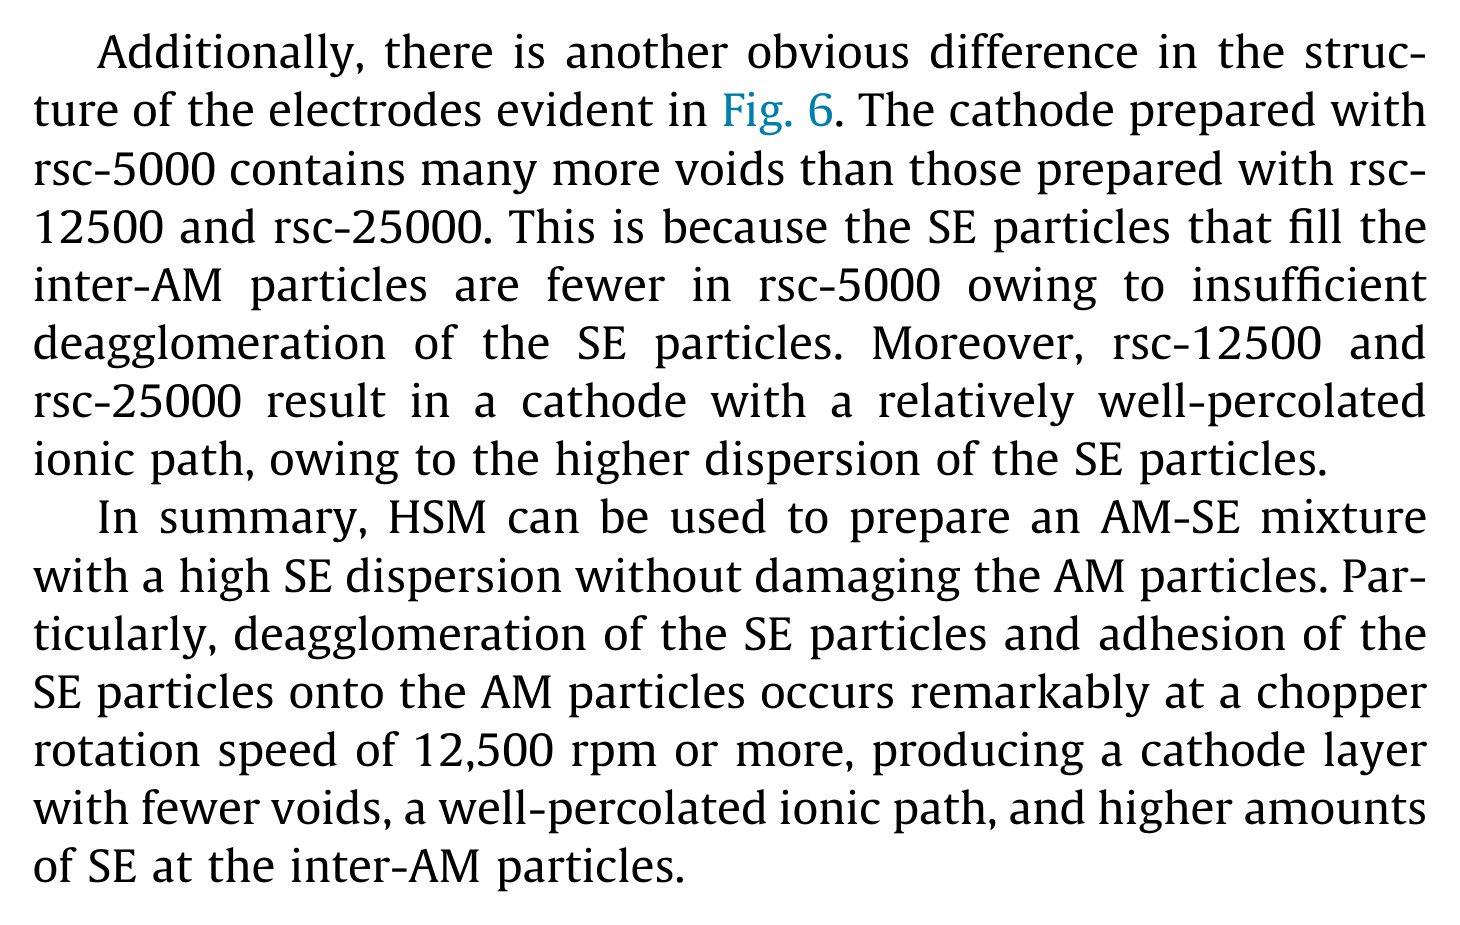 Additionally, there is another obvious difference in the struc-
ture of the electrodes evident in Fig. 6. The cathode prepared with
rsc-5000 contains many more voids than those prepared with rsc-
12500 and rsc-25000. This is because the SE particles that fill the
inter-AM particles are fewer in rsc-5000 owing to insufficient
deagglomeration of the SE particles. Moreover, rsc-12500 and
rsc-25000 result in a cathode with a relatively well-percolated
ionic path, owing to the higher dispersion of the SE particles.
In summary, HSM can be used to prepare an AM-SE mixture
with a high SE dispersion without damaging the AM particles. Par-
ticularly, deagglomeration of the SE particles and adhesion of the
SE particles onto the AM particles occurs remarkably at a chopper
rotation speed of 12,500 rpm or more, producing a cathode layer
with fewer voids, a well-percolated ionic path, and higher amounts
of SE at the inter-AM particles.